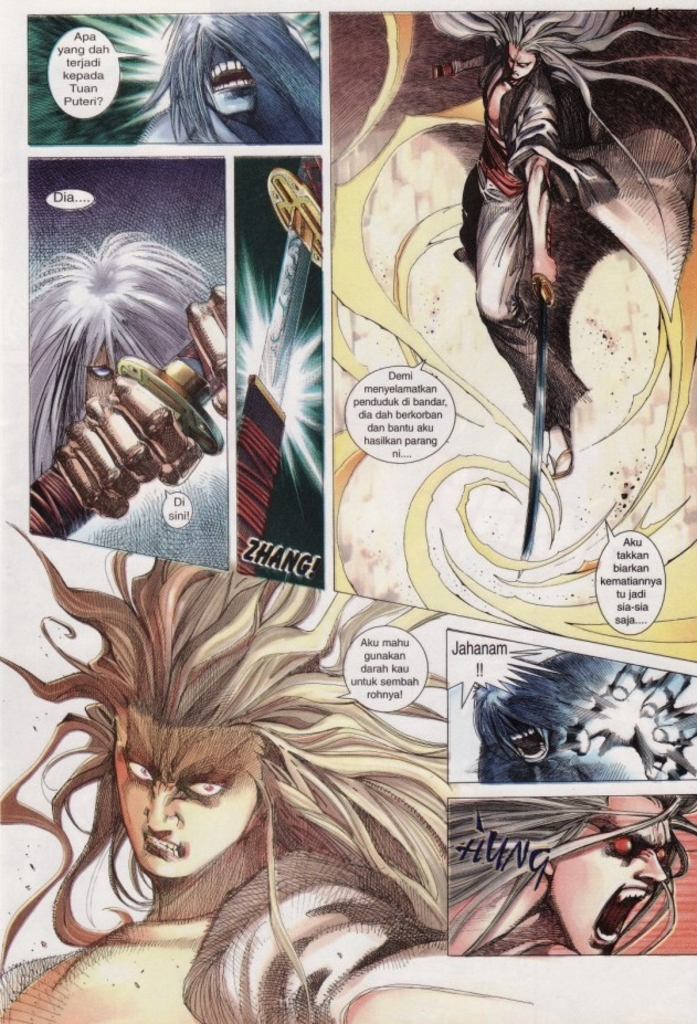 Apa
yang dah
terjadi
kepada
Tuan
Puteri?
Dia....
Di
sini!
ZHANG!
Demi
menyelamatkan
penduduk di bandar,
dia dah berkorban
dan bantu aku
hasilkan parang
ni....
Aku
takkan
biarkan
kematiannya
tu jadi
sia-sia
saja....
Aku mahu
gunakan
darah kau
untuk sembah
rohnya!
Jahanam
!!
HUNG